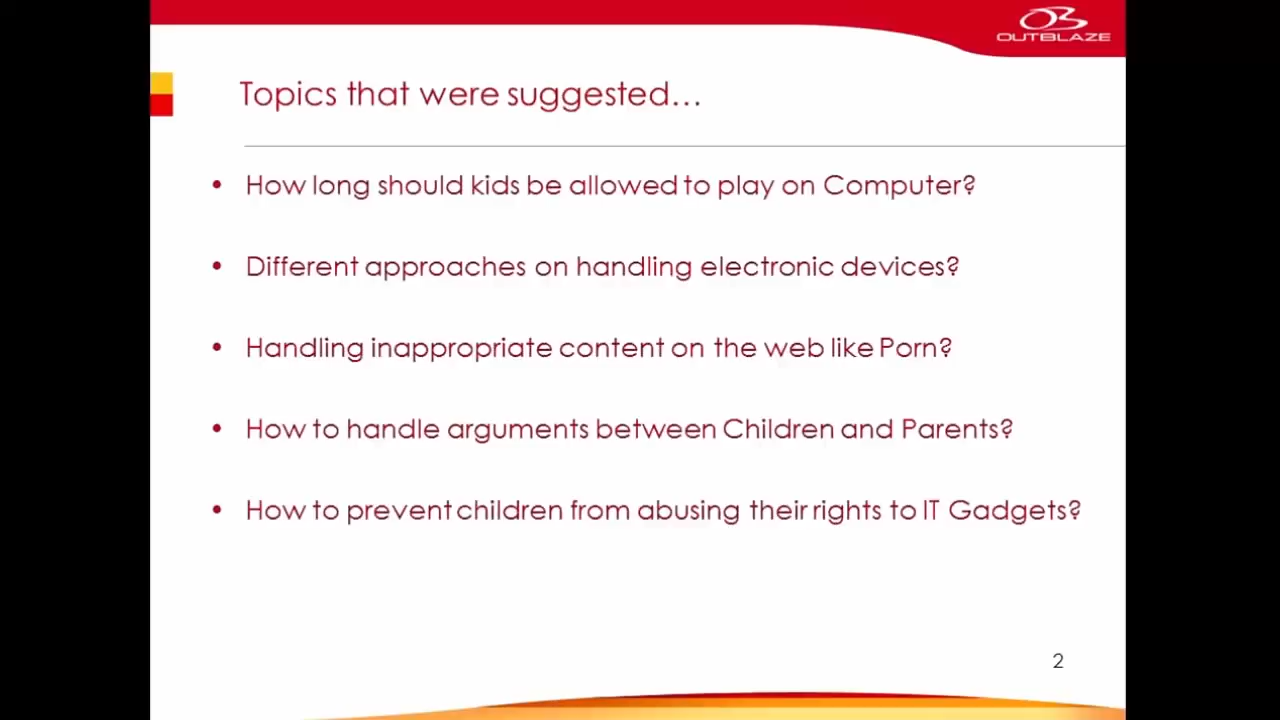 OUTBLAZE
Topics that were suggested...
• How long should kids be allowed to play on Computer?
• Different approaches on handling electronic devices?
• Handling inappropriate content on the web like Porn?
• How to handle arguments between Children and Parents?
• How to prevent children from abusing their rights to IT Gadgets?
2